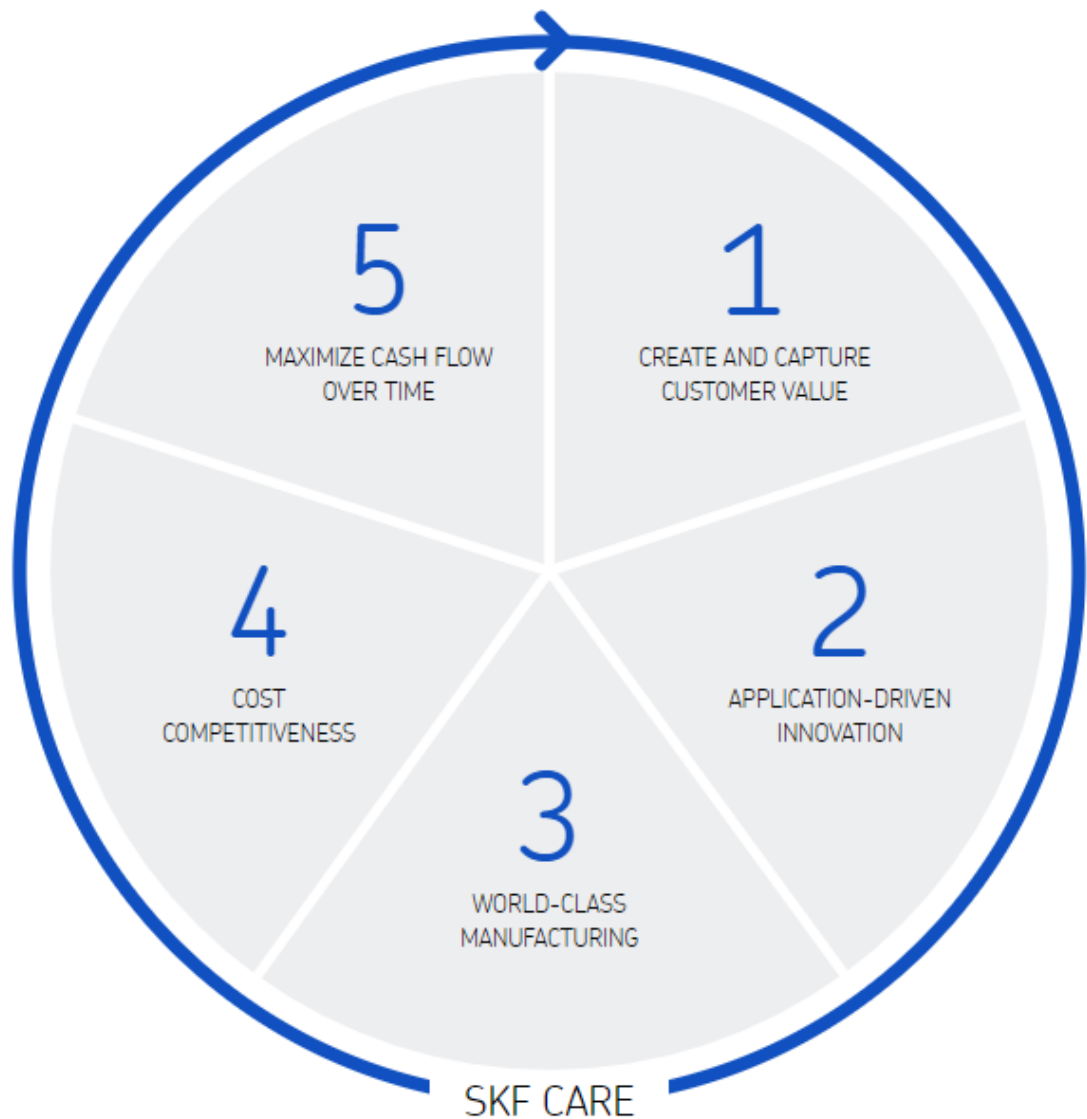 1
CREATE AND CAPTURE
CUSTOMER VALUE
2
APPLICATION-DRIVEN
INNOVATION
3
WORLD-CLASS
MANUFACTURING
4
COST
COMPETITIVENESS
5
MAXIMIZE CASH FLOW
OVER TIME
SKF CARE